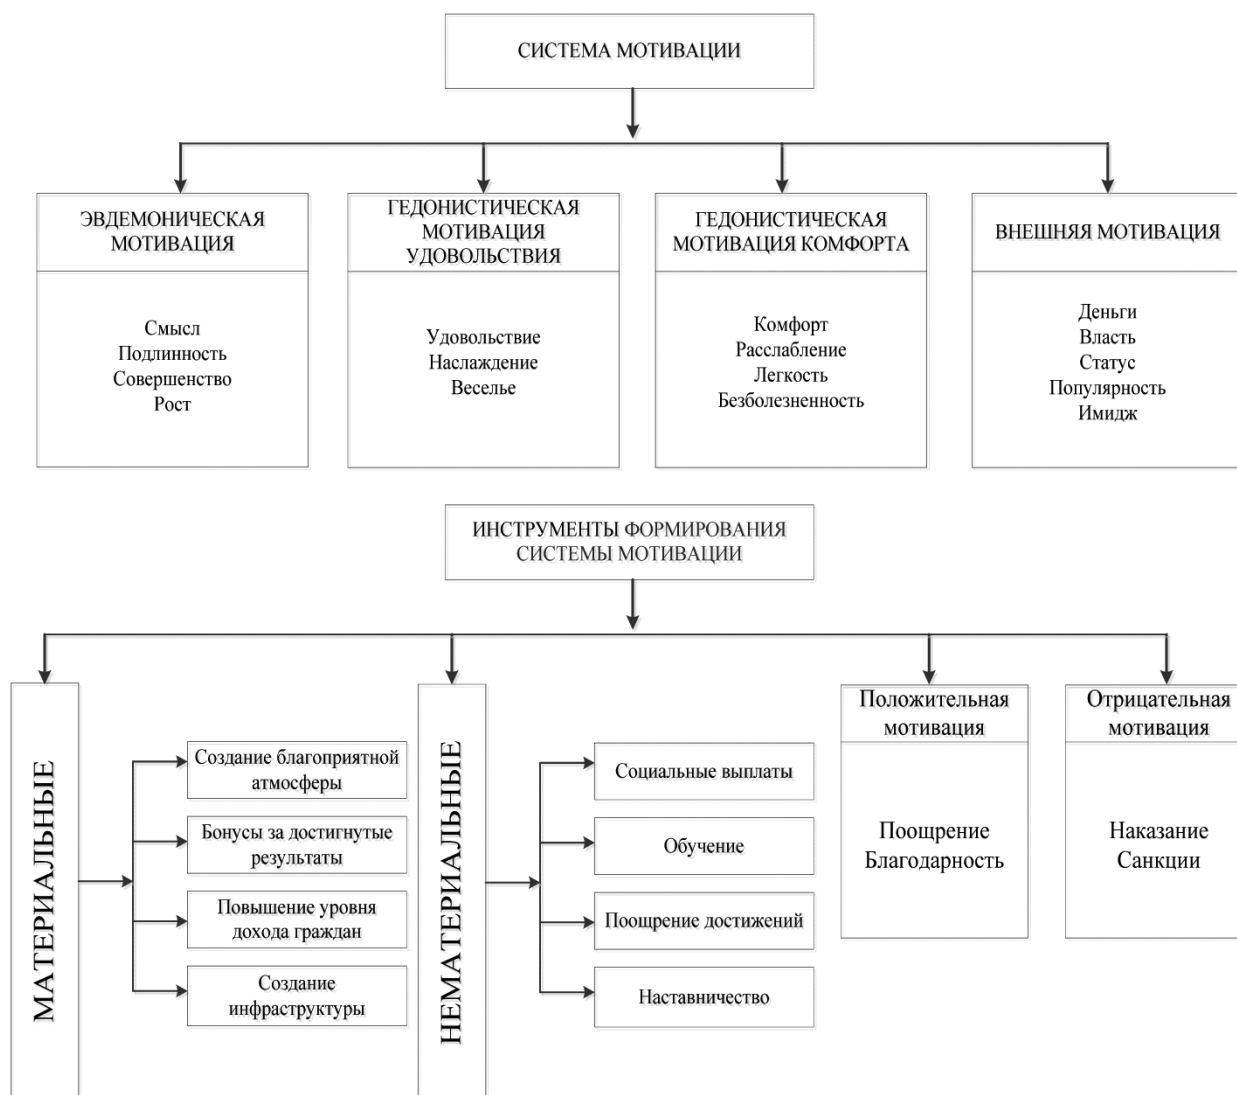 СИСТЕМА МОТИВАЦИИ
ЭВДЕМОНИЧЕСКАЯ
МОТИВАЦИЯ
Смысл
Подлинность
Совершенство
Рост
ГЕДОНИСТИЧЕСКАЯ
МОТИВАЦИЯ
УДОВОЛЬСТВИЯ
Удовольствие
Наслаждение
Веселье
ГЕДОНИСТИЧЕСКАЯ
МОТИВАЦИЯ КОМФОРТА
Комфорт
Расслабление
Легкость
Безболезненность
ВНЕШНЯЯ МОТИВАЦИЯ
Деньги
Власть
Статус
Популярность
Имидж
ИНСТРУМЕНТЫ ФОРМИРОВАНИЯ
СИСТЕМЫ МОТИВАЦИИ
МАТЕРИАЛЬНЫЕ
Создание благоприятной
атмосферы
Бонусы за достигнутые
результаты
Повышение уровня
дохода граждан
Создание
инфраструктуры
НЕМАТЕРИАЛЬНЫЕ
Социальные выплаты
Обучение
Поощрение достижений
Наставничество
Положительная
мотивация
Поощрение
Благодарность
Отрицательная
мотивация
Наказание
Санкции